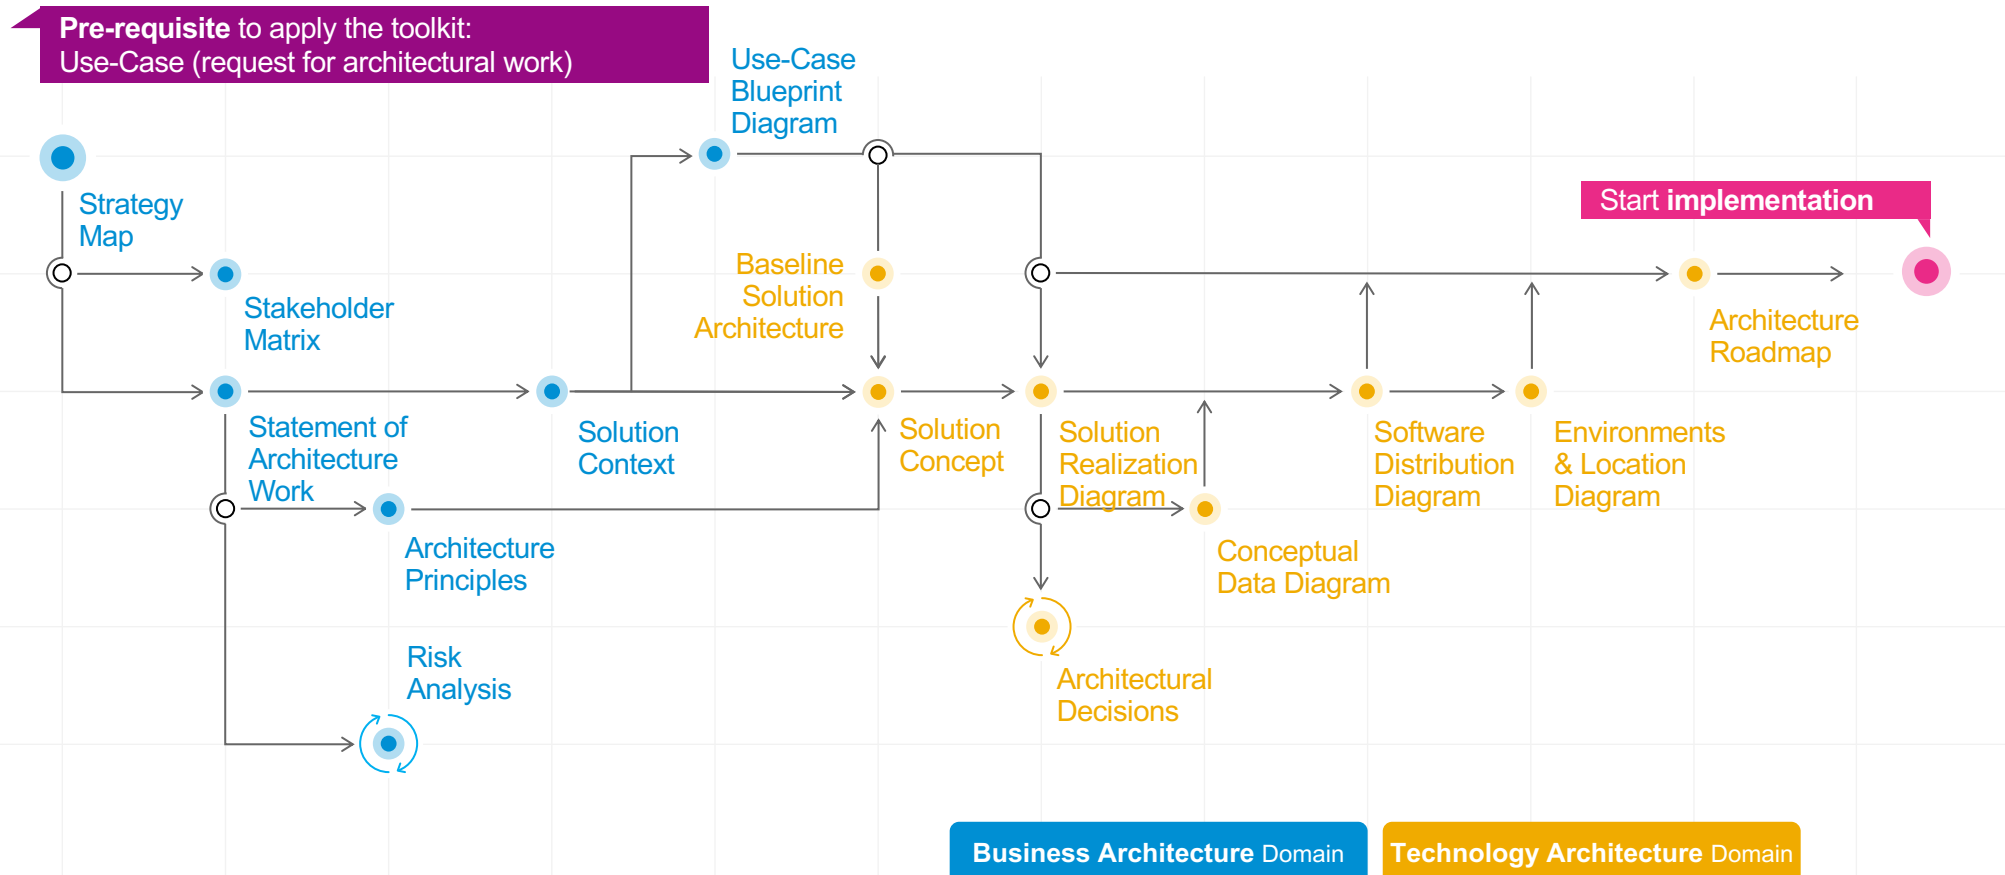 Pre-requisite to apply the toolkit:
Use-Case (request for architectural work)
Use-Case
Blueprint
Diagram
Strategy
Map
Start implementation
Stakeholder
Matrix
Baseline
Solution
Architecture
Architecture
Roadmap
Statement of
Architecture
Work
Solution
Context
Solution
Concept
Solution
Realization
Diagram
Software
Distribution
Diagram
Environments
& Location
Diagram
Architecture
Principles
Conceptual
Data Diagram
Risk
Analysis
Architectural
Decisions
Business Architecture Domain
Technology Architecture Domain